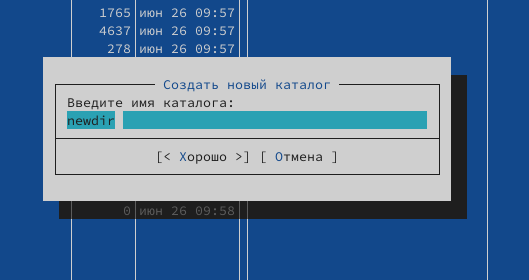 1765 июн 26 09:57
4637 июн 26 09:57
278 июн 26 09:57
Создать новый каталог
Введите имя каталога:
newdir
[< Хорошо >] [ Отмена ]
0 июн 26 09:58